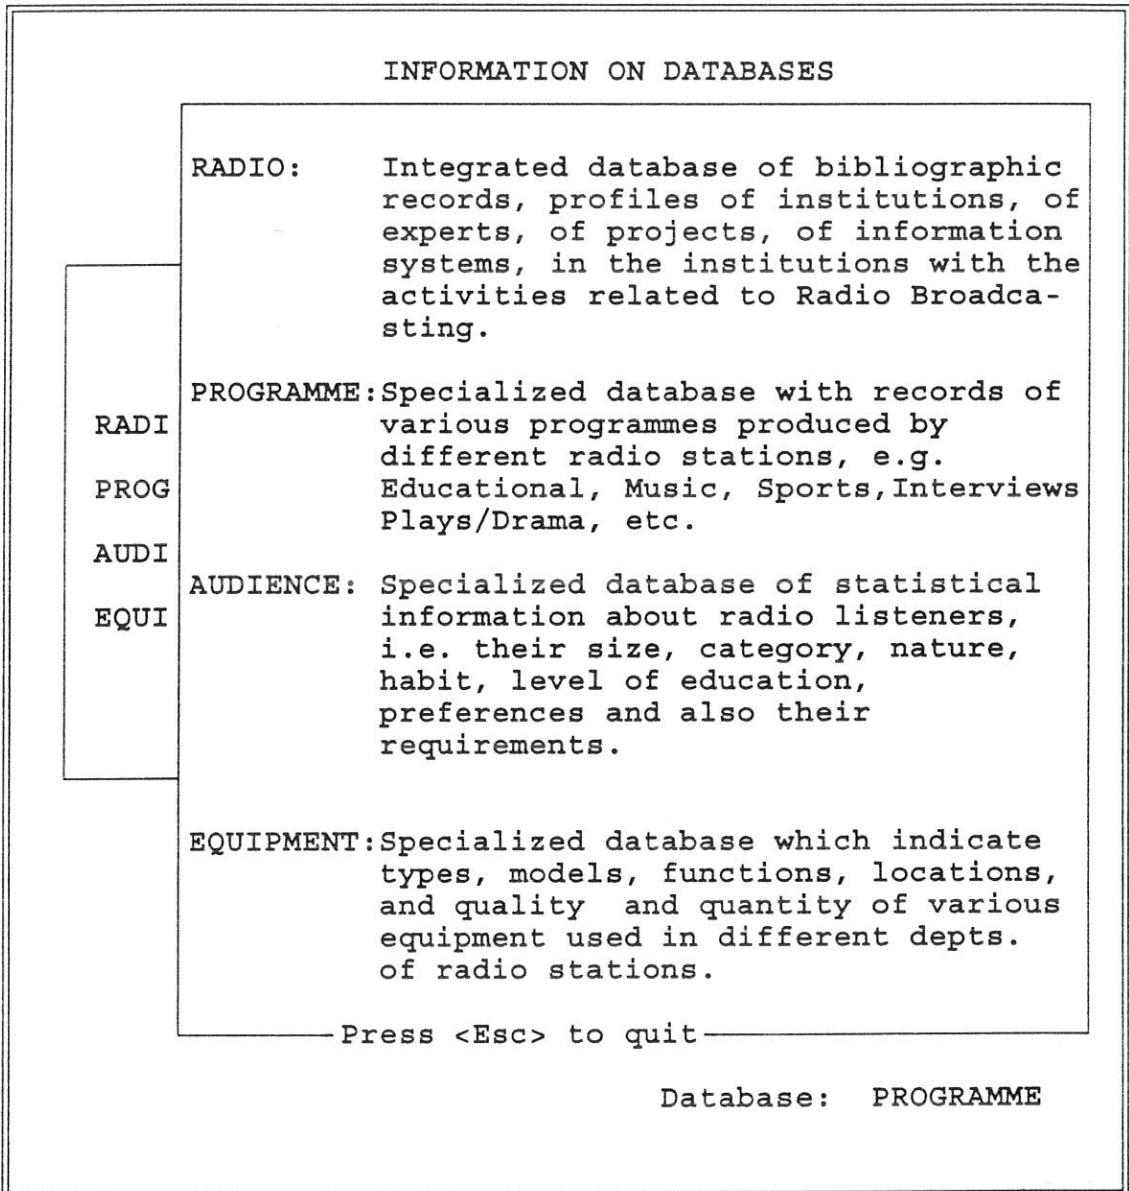 INFORMATION ON DATABASES
RADIO: Integrated database of bibliographic
records, profiles of institutions, of
experts, of projects, of information
systems, in the institutions with the
activities related to Radio Broadca-
sting.
PROGRAMME:Specialized database with records of
various programmes produced by
different radio stations, e.g.
Educational, Music, Sports,Interviews
Plays/Drama, etc.
AUDIENCE: Specialized database of statistical
information about radio listeners,
i.e. their size, category, nature,
habit, level of education,
preferences and also their
requirements.
EQUIPMENT:Specialized database which indicate
types, models, functions, locations,
and quality  and quantity of various
equipment used in different depts.
of radio stations.
Press <Esc> to quit
RADI
PROG
AUDI
EQUI
Database: PROGRAMME